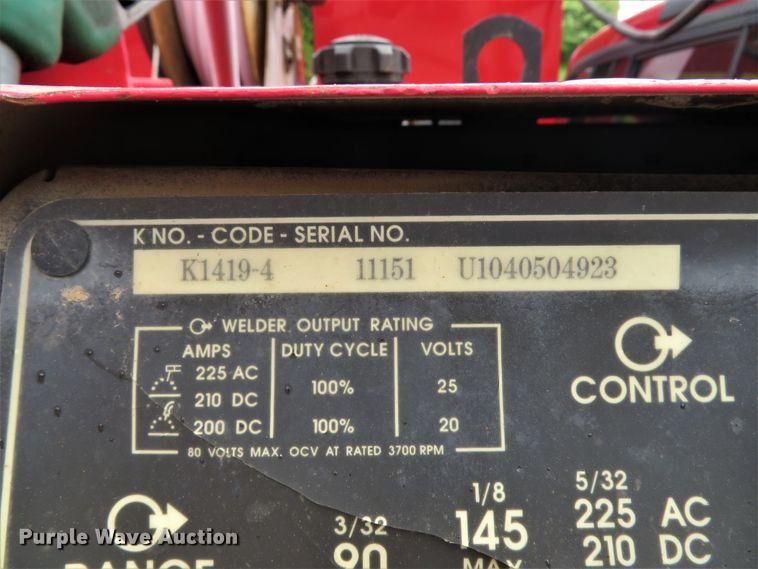 K NO. - CODE - SERIAL NO.
K1419-4 11151 U1040504923
WELDER OUTPUT RATING
AMPS DUTY CYCLE VOLTS
225 AC
210 DC 100% 25
200 DC 100% 20
80 VOLTS MAX. OCV AT RATED 3700 RPM
CONTROL
RANGE
3/32 1/8 5/32
90 145 225 AC
MAX 210 DC
Purple Wave Auction